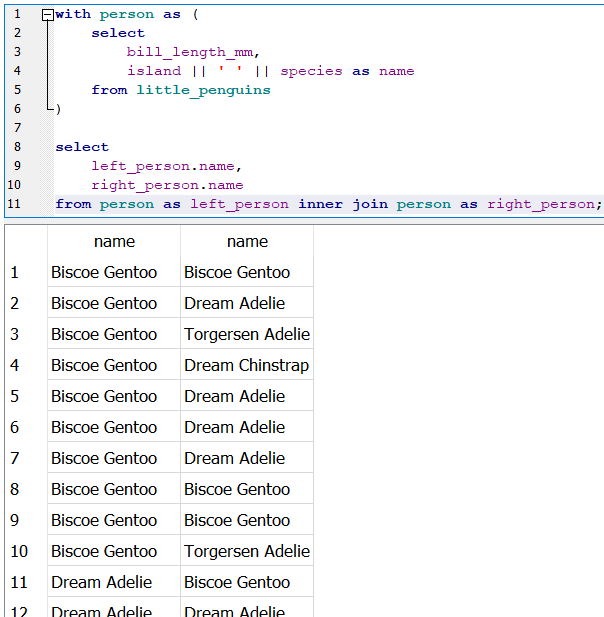 1 with person as (
2 select
3 bill_length_mm,
4 island || ' ' || species as name
5 from little_penguins
6 )
7
8 select
9 left_person.name,
10 right_person.name
11 from person as left_person inner join person as right_person;
name name
1 Biscoe Gentoo Biscoe Gentoo
2 Biscoe Gentoo Dream Adelie
3 Biscoe Gentoo Torgersen Adelie
4 Biscoe Gentoo Dream Chinstrap
5 Biscoe Gentoo Dream Adelie
6 Biscoe Gentoo Dream Adelie
7 Biscoe Gentoo Dream Adelie
8 Biscoe Gentoo Biscoe Gentoo
9 Biscoe Gentoo Biscoe Gentoo
10 Biscoe Gentoo Torgersen Adelie
11 Dream Adelie Biscoe Gentoo
12 Dream Adelie Dream Adelie